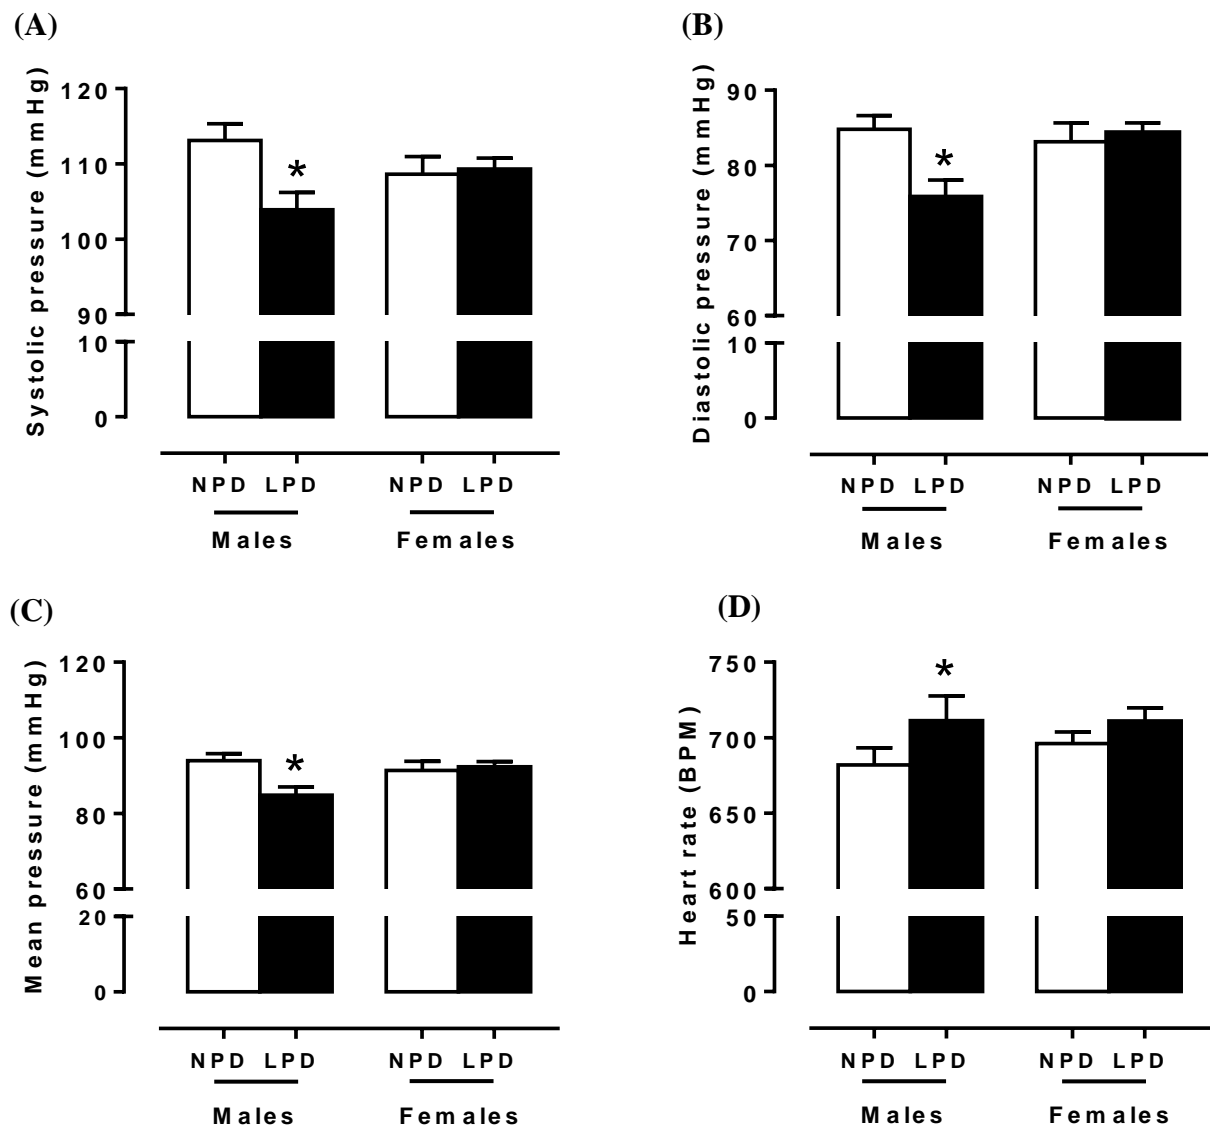 (A)
Systolic pressure (mmHg)
120
110
100
90
10
0
*
NPD LPD NPD LPD
Males Females
(B)
Diastolic pressure (mmHg)
90
80
70
60
10
0
*
NPD LPD NPD LPD
Males Females
(C)
Mean pressure (mmHg)
120
100
80
60
20
0
*
NPD LPD NPD LPD
Males Females
(D)
Heart rate (BPM)
750
700
650
600
50
0
*
NPD LPD NPD LPD
Males Females